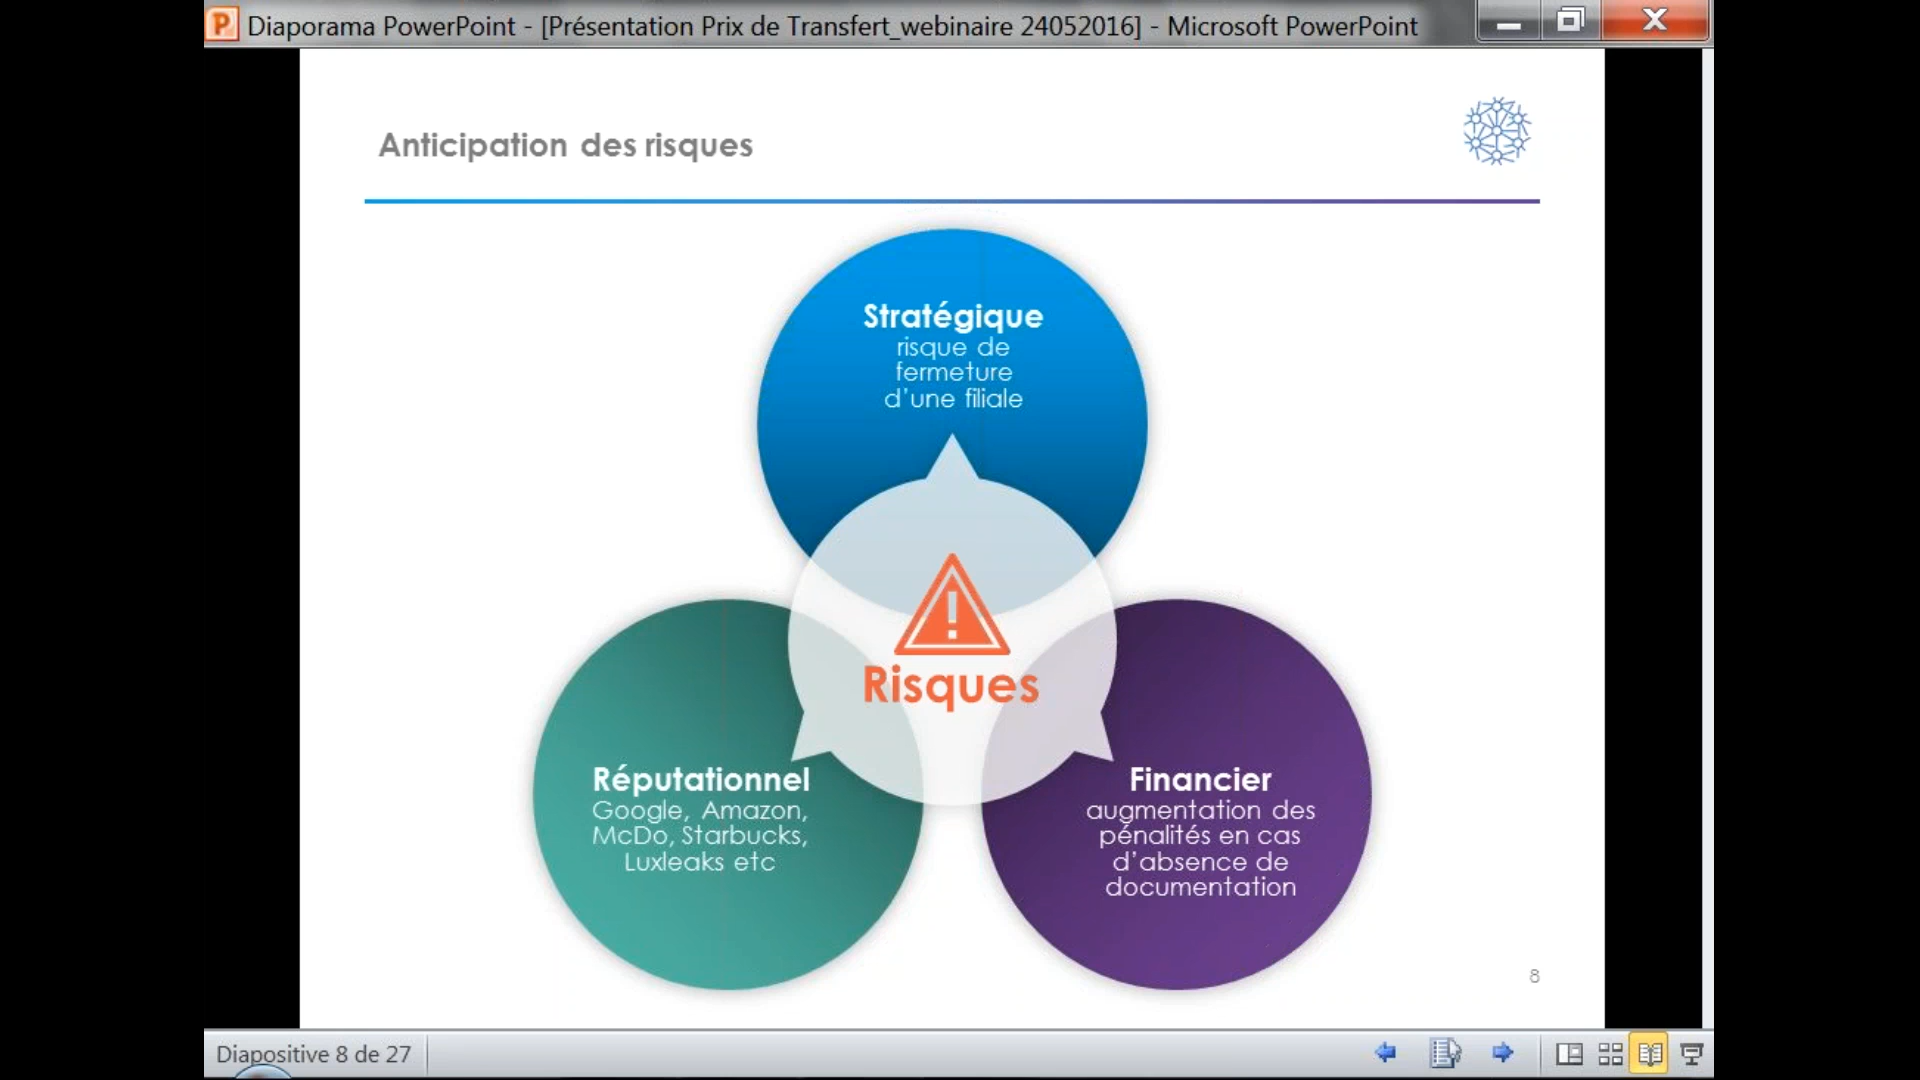 Diaporama PowerPoint - [Présentation Prix de Transfert_webinaire 24052016] - Microsoft PowerPoint
Anticipation des risques
Stratégique
risque de
fermeture
d’une filiale
Risques
Réputationnel
Google, Amazon,
McDo, Starbucks,
Luxleaks etc
Financier
augmentation des
pénalités en cas
d’absence de
documentation
8
Diapositive 8 de 27